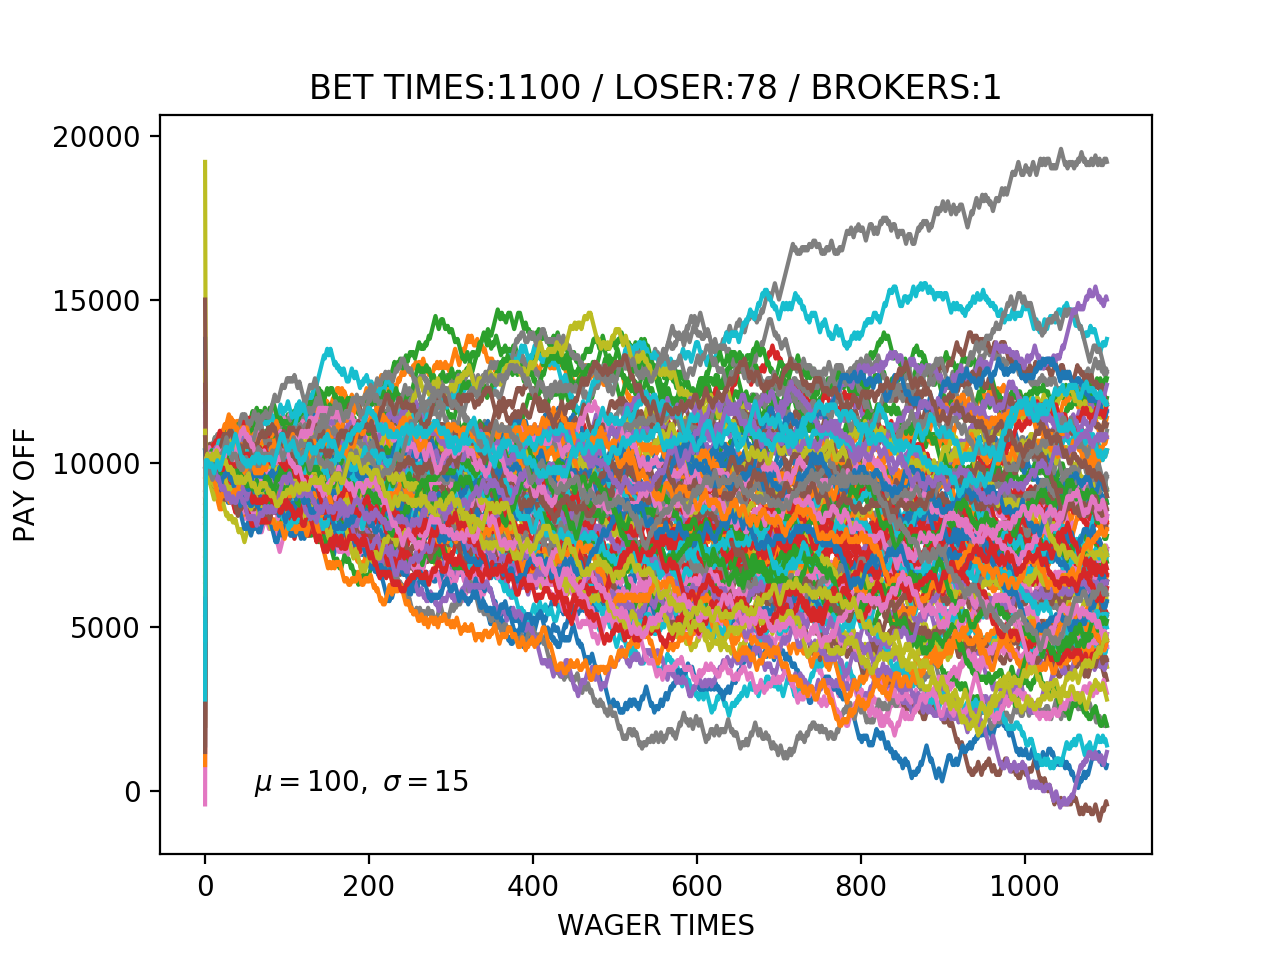 BET TIMES:1100 / LOSER:78 / BROKERS:1
PAY OFF
20000
15000
10000
5000
0
μ = 100, σ = 15
0 200 400 600 800 1000
WAGER TIMES